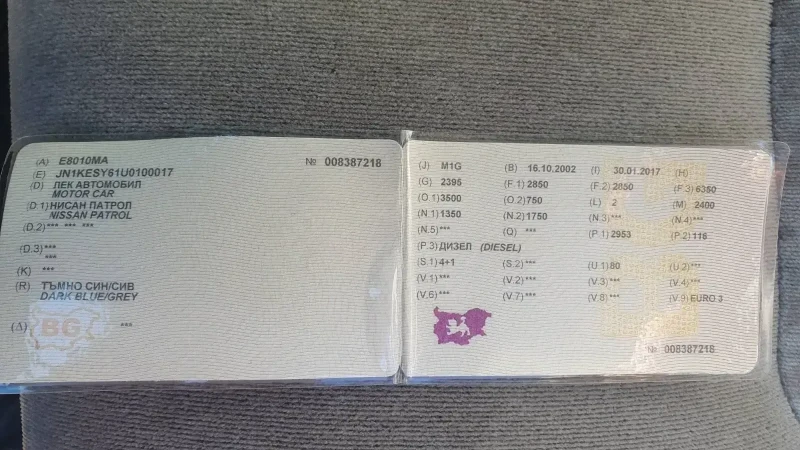 (A) E8010MA № 008387218
(E) JN1KESY61U0100017
(D) ЛЕК АВТОМОБИЛ
MOTOR CAR
(D.1) НИСАН ПАТРОЛ
NISSAN PATROL
(D.2)*** *** ***
(D.3)***
***
(K) ***
(R) ТЪМНО СИН/СИВ
DARK BLUE/GREY
BG
(Δ) ***
(J) M1G (B) 16.10.2002 (I) 30.01.2017 (H)
(G) 2395 (F.1) 2850 (F.2) 2850 (F.3) 6350
(O.1)3500 (O.2)750 (L) 2 (M) 2400
(N.1)1350 (N.2)1750 (N.3)*** (N.4)***
(N.5)*** (Q) *** (P.1) 2953 (P.2) 116
(P.3) ДИЗЕЛ (DIESEL)
(S.1) 4+1 (S.2)*** (U.1)80 (U.2)***
(V.1)*** (V.2)*** (V.3)*** (V.4)***
(V.6)*** (V.7)*** (V.8)*** (V.9) EURO 3
№ 008387218